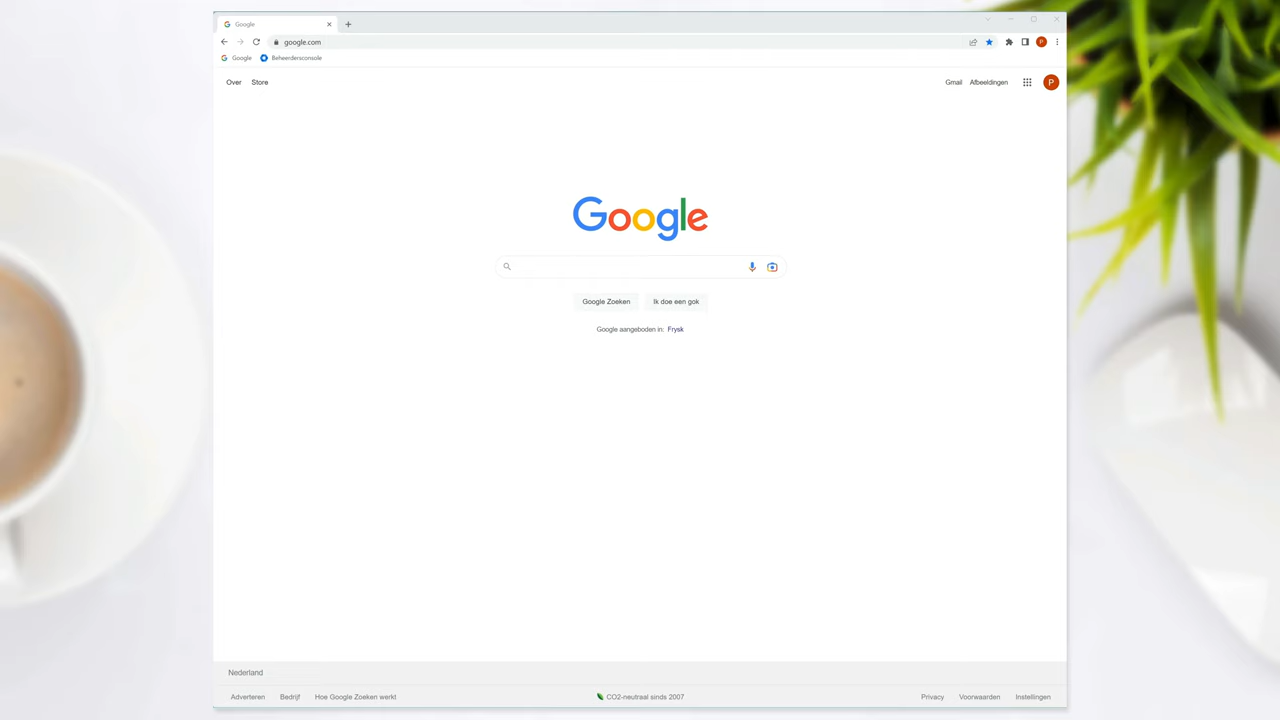 Google
google.com
P
Google Beheerdersconsole
Over Store
Gmail Afbeeldingen
P
Google
Google Zoeken Ik doe een gok
Google aangeboden in: Frysk
Nederland
Adverteren Bedrijf Hoe Google Zoeken werkt
CO2-neutraal sinds 2007
Privacy Voorwaarden Instellingen